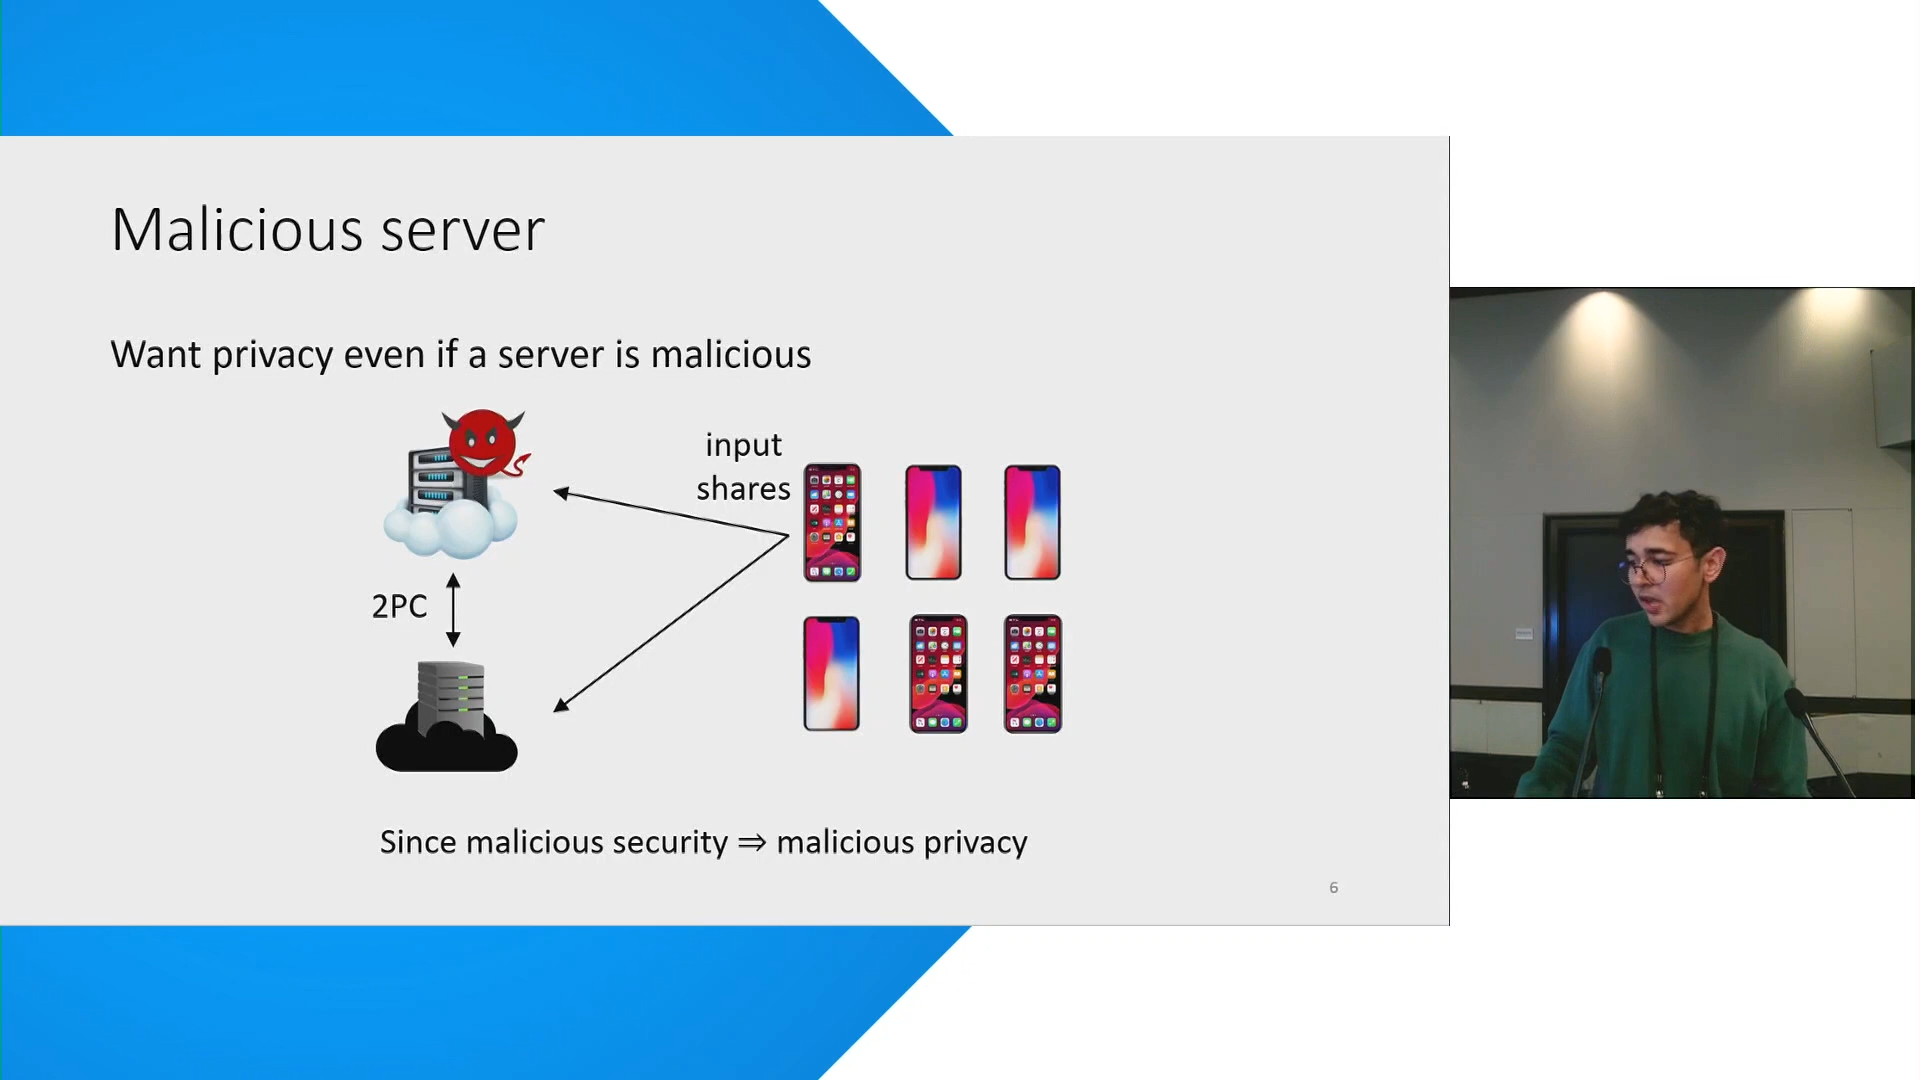 Malicious server
Want privacy even if a server is malicious
input
shares
2PC
Since malicious security ⇒ malicious privacy
6